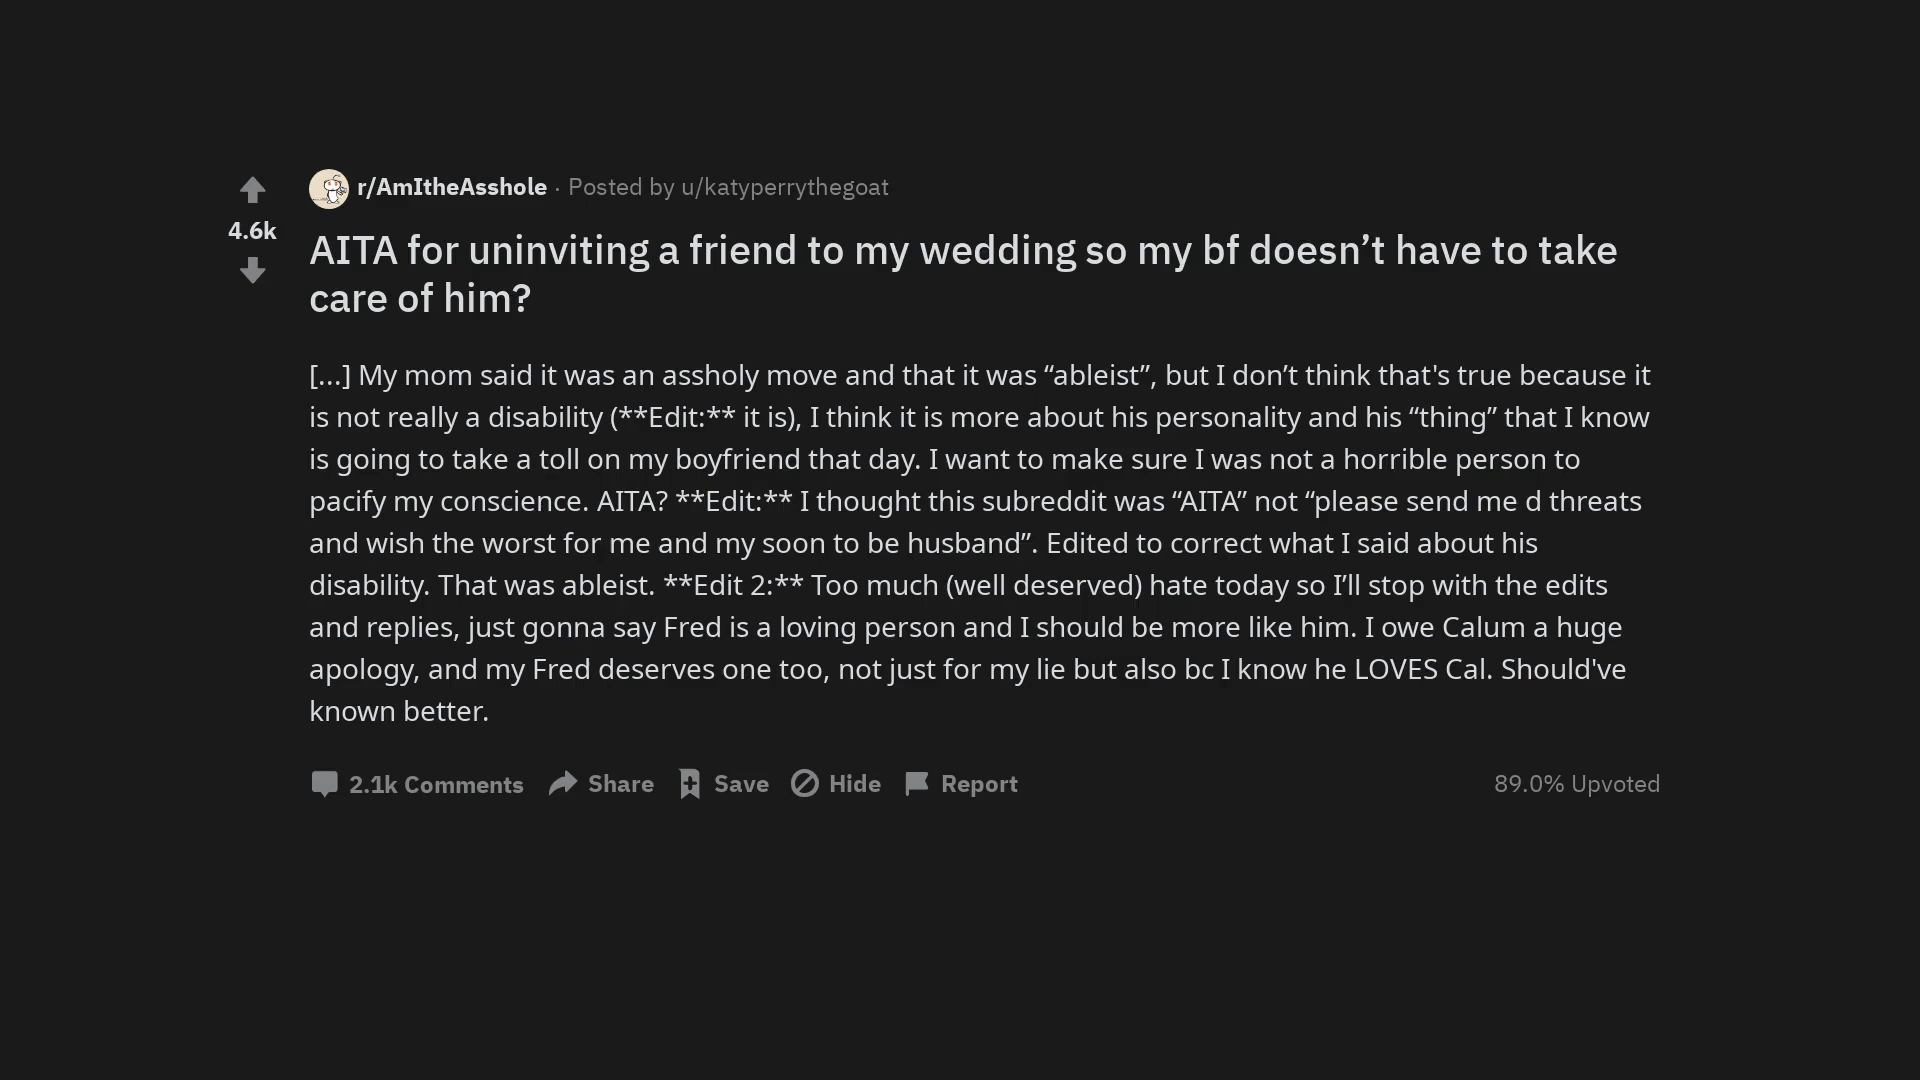 r/AmItheAsshole · Posted by u/katyperrythegoat
4.6k
AITA for uninviting a friend to my wedding so my bf doesn’t have to take
care of him?
[...] My mom said it was an assholy move and that it was “ableist”, but I don’t think that's true because it
is not really a disability (**Edit:** it is), I think it is more about his personality and his “thing” that I know
is going to take a toll on my boyfriend that day. I want to make sure I was not a horrible person to
pacify my conscience. AITA? **Edit:** I thought this subreddit was “AITA” not “please send me d threats
and wish the worst for me and my soon to be husband”. Edited to correct what I said about his
disability. That was ableist. **Edit 2:** Too much (well deserved) hate today so I’ll stop with the edits
and replies, just gonna say Fred is a loving person and I should be more like him. I owe Calum a huge
apology, and my Fred deserves one too, not just for my lie but also bc I know he LOVES Cal. Should've
known better.
2.1k Comments Share Save Hide Report 89.0% Upvoted